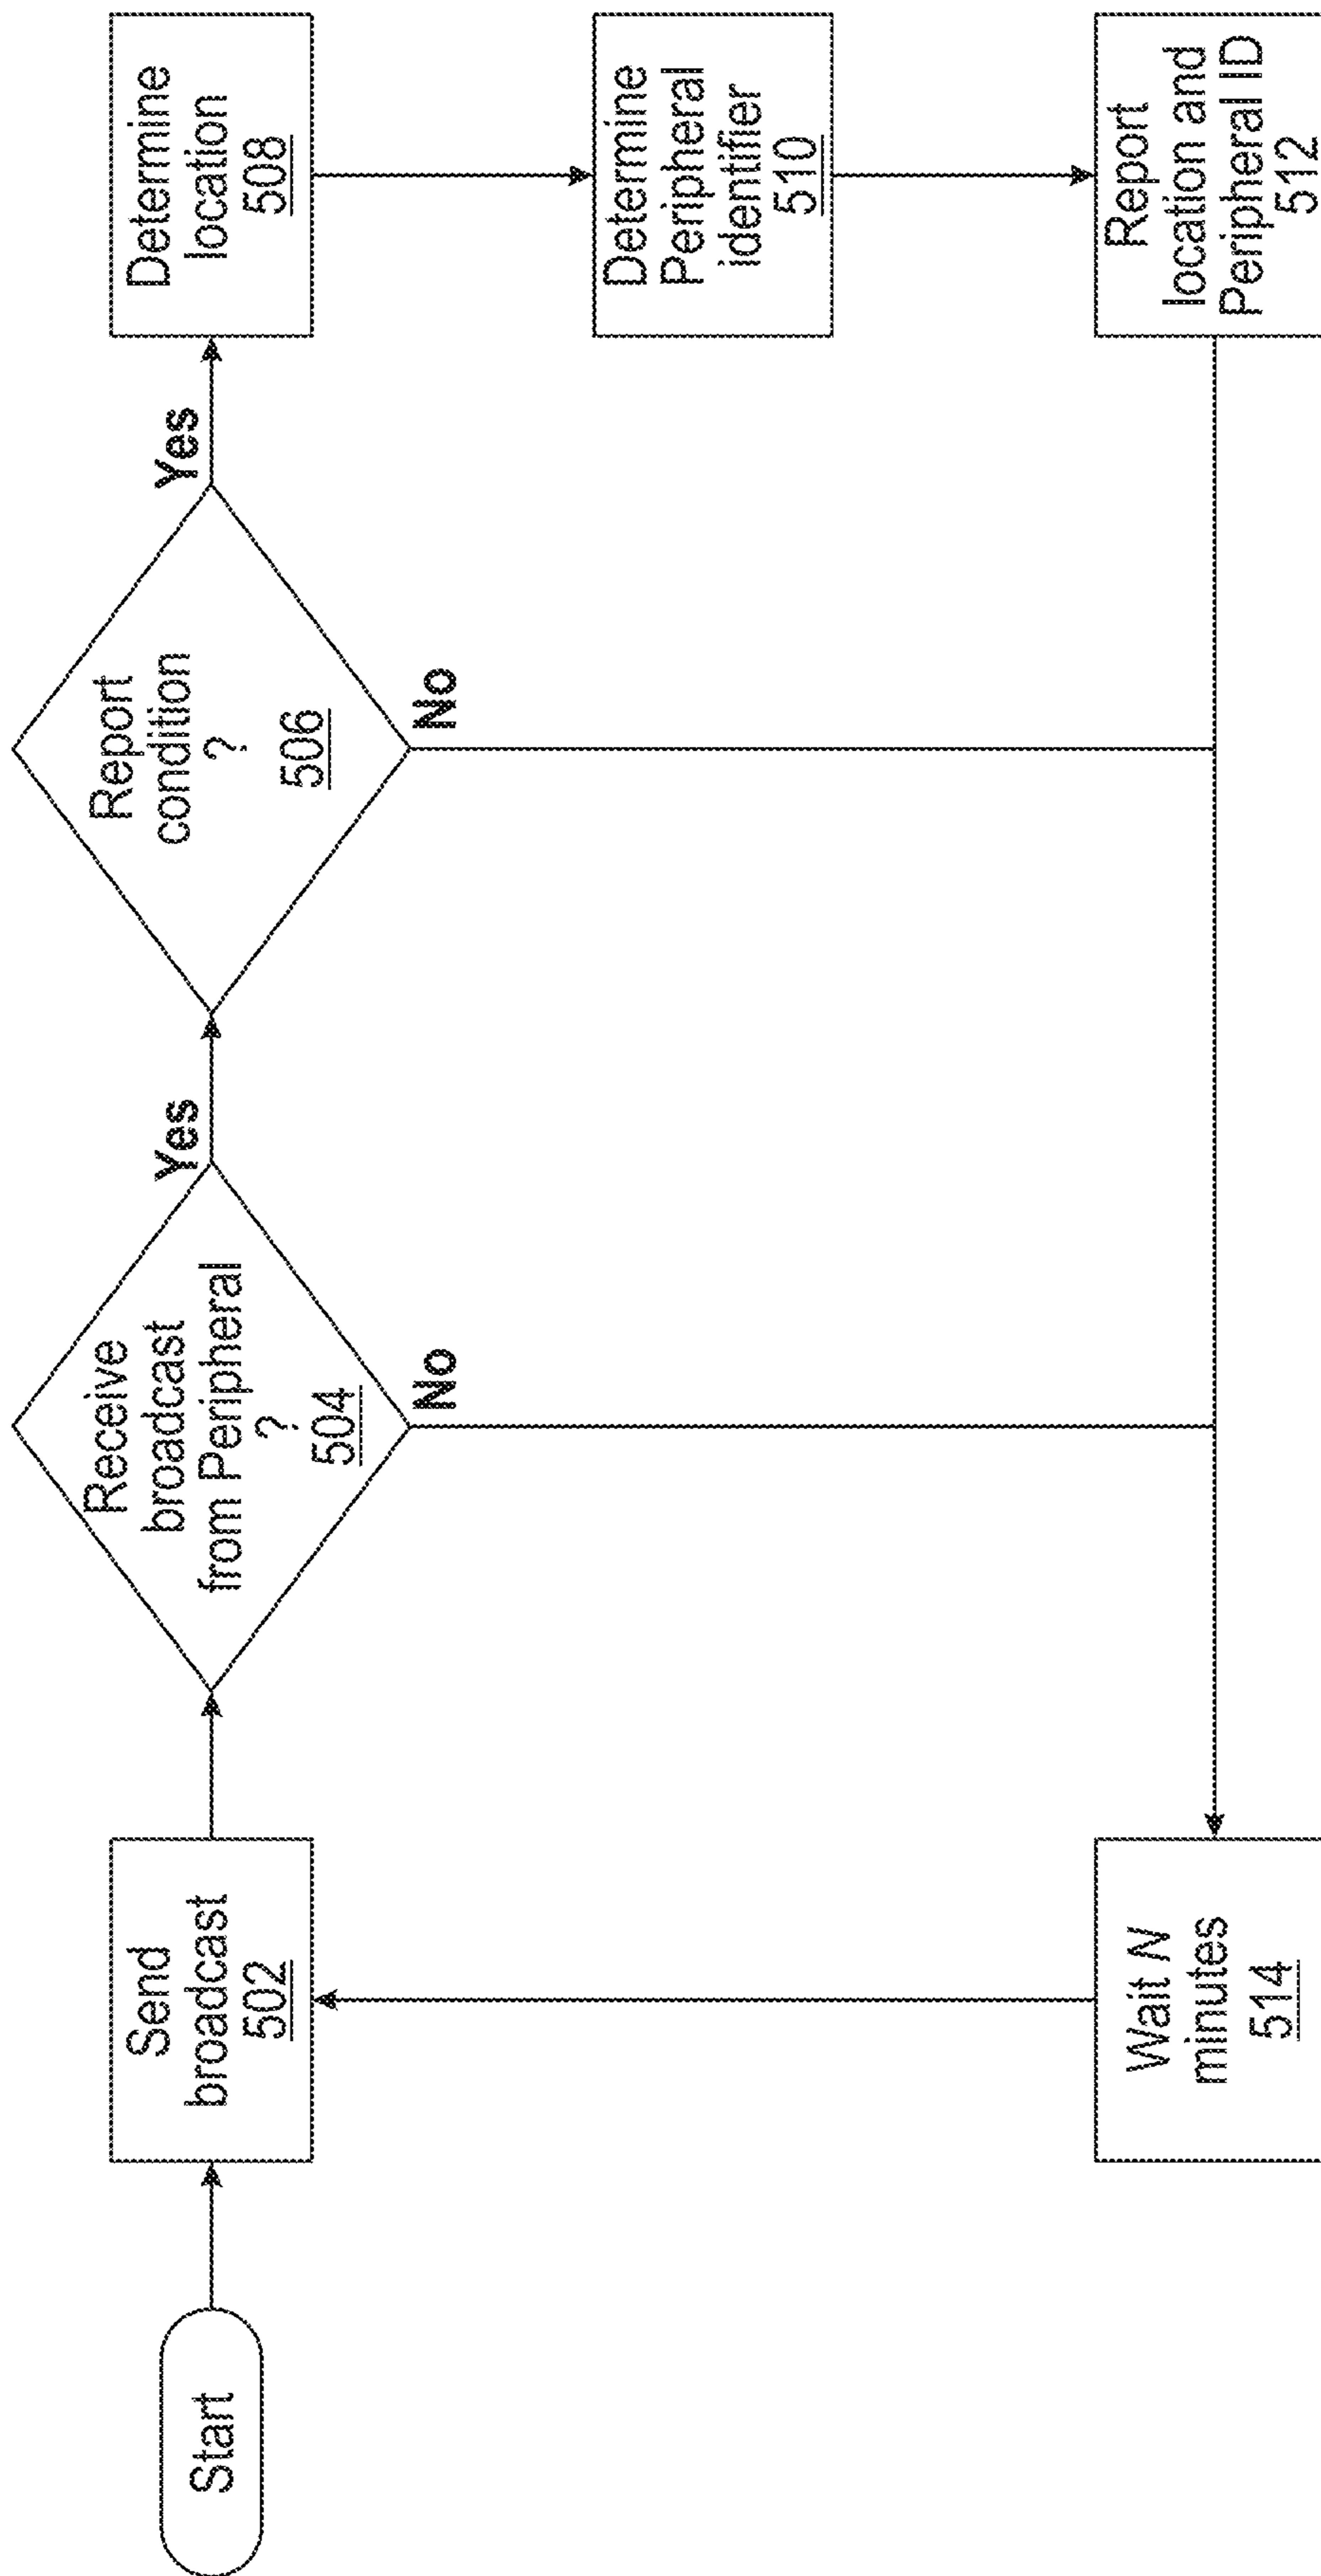 Start
Send
broadcast
502
Receive
broadcast
from Peripheral
?
504
Yes
No
Report
condition
?
506
Yes
No
Determine
location
508
Determine
Peripheral
identifier
510
Report
location and
Peripheral ID
512
Wait N
minutes
514